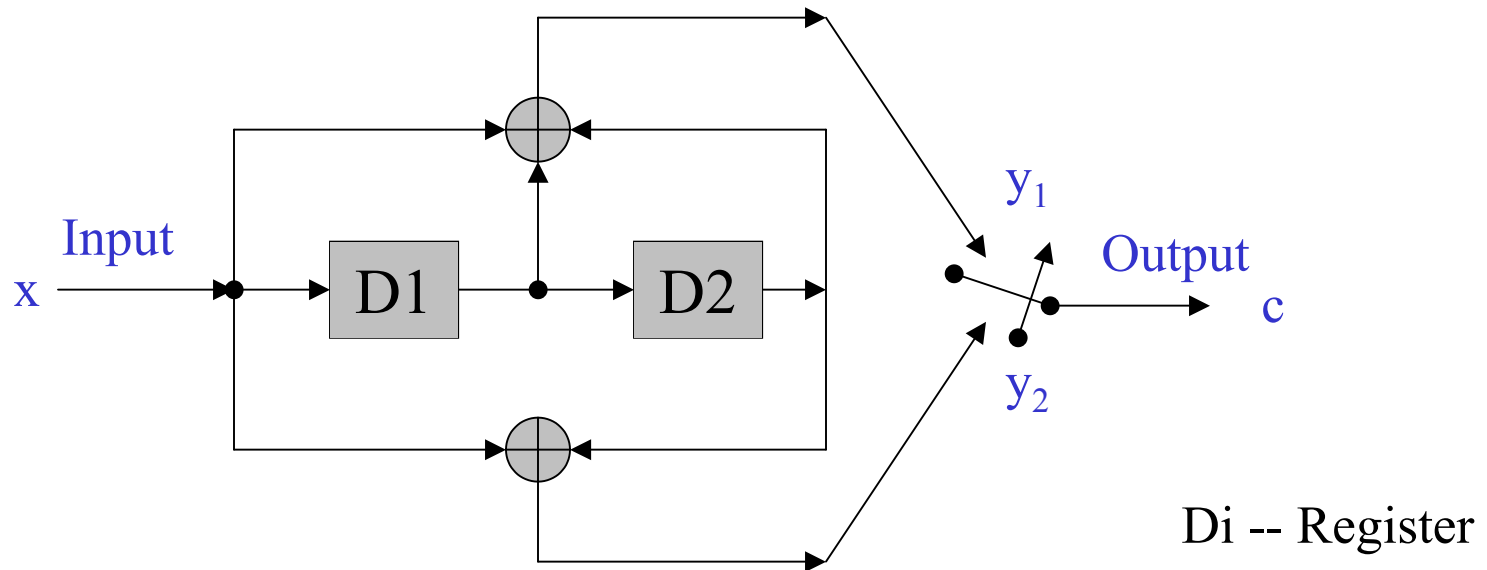 y₁
Input
Output
x
D1
D2
c
y₂
Di -- Register